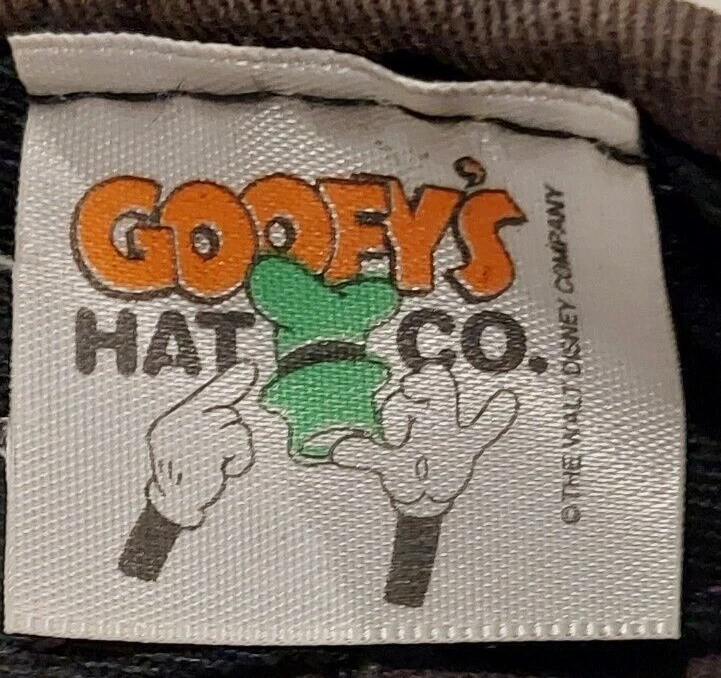 GOOFY'S
HAT CO.
©THE WALT DISNEY COMPANY